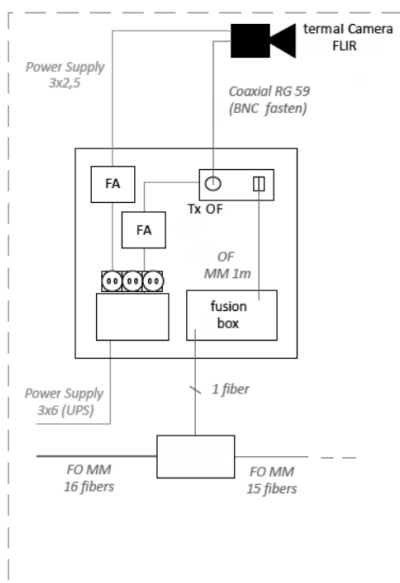 termal Camera
FLIR
Power Supply
3x2,5
Coaxial RG 59
(BNC fasten)
FA
Tx OF
FA
OF
MM 1m
fusion
box
Power Supply
3x6 (UPS)
1 fiber
FO MM
16 fibers
FO MM
15 fibers